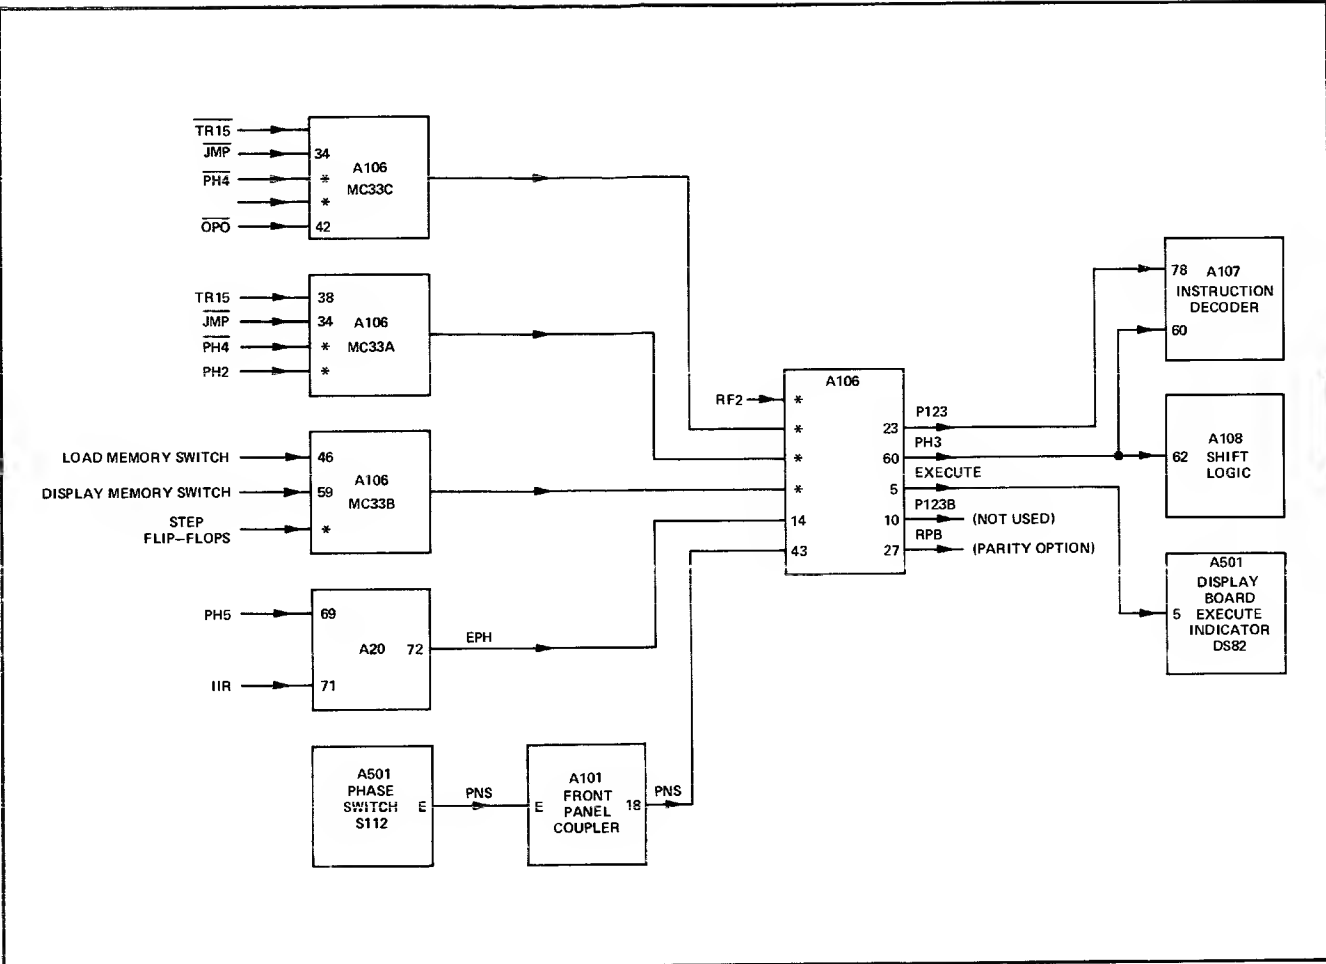 TR15
JMP
34
PH4
*
*
OPO
42
A106
MC33C
TR15
38
JMP
34
PH4
*
PH2
*
A106
MC33A
LOAD MEMORY SWITCH
46
DISPLAY MEMORY SWITCH
59
STEP
FLIP-FLOPS
*
A106
MC33B
PH5
69
IIR
71
A20
72
EPH
A501
PHASE
SWITCH
S112
E
PNS
E
A101
FRONT
PANEL
COUPLER
18
PNS
RF2
*
*
*
*
14
43
A106
23
P123
60
PH3
5
EXECUTE
10
P123B
(NOT USED)
27
RPB
(PARITY OPTION)
78
A107
INSTRUCTION
DECODER
60
62
A108
SHIFT
LOGIC
A501
DISPLAY
BOARD
5
EXECUTE
INDICATOR
DS82